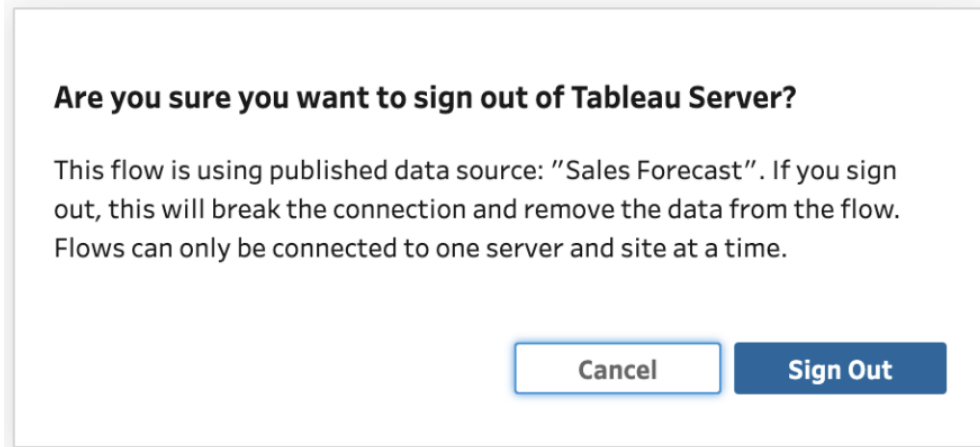 Are you sure you want to sign out of Tableau Server?
This flow is using published data source: "Sales Forecast". If you sign
out, this will break the connection and remove the data from the flow.
Flows can only be connected to one server and site at a time.
Cancel
Sign Out